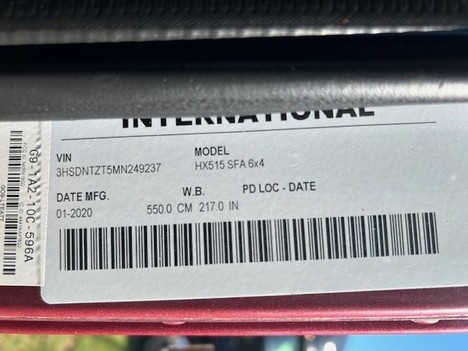 INTERNATIONAL
VIN MODEL
3HSDNTZT5MN249237 HX515 SFA 6x4
DATE MFG. W.B. PD LOC - DATE
01-2020 550.0 CM 217.0 IN
G9-1A2-10C-596A